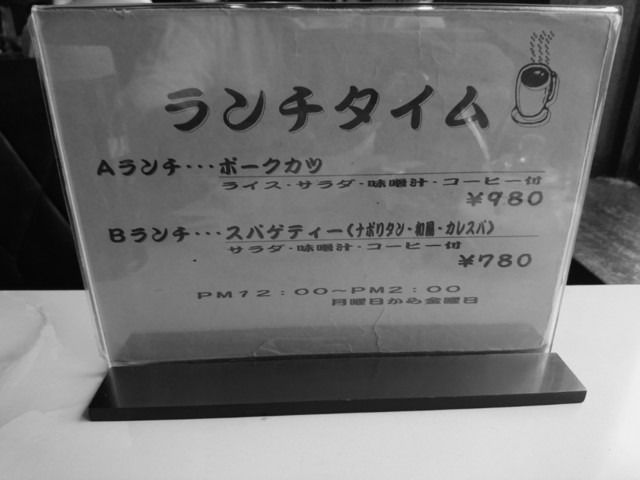 ランチタイム
Aランチ・・・ポークカツ
ライス・サラダ・味噌汁・コーヒー付
¥980
Bランチ・・・スパゲティー(ナポリタン・和風・カレスパ)
サラダ・味噌汁・コーヒー付
¥780
PM12:00～PM2:00
月曜日から金曜日